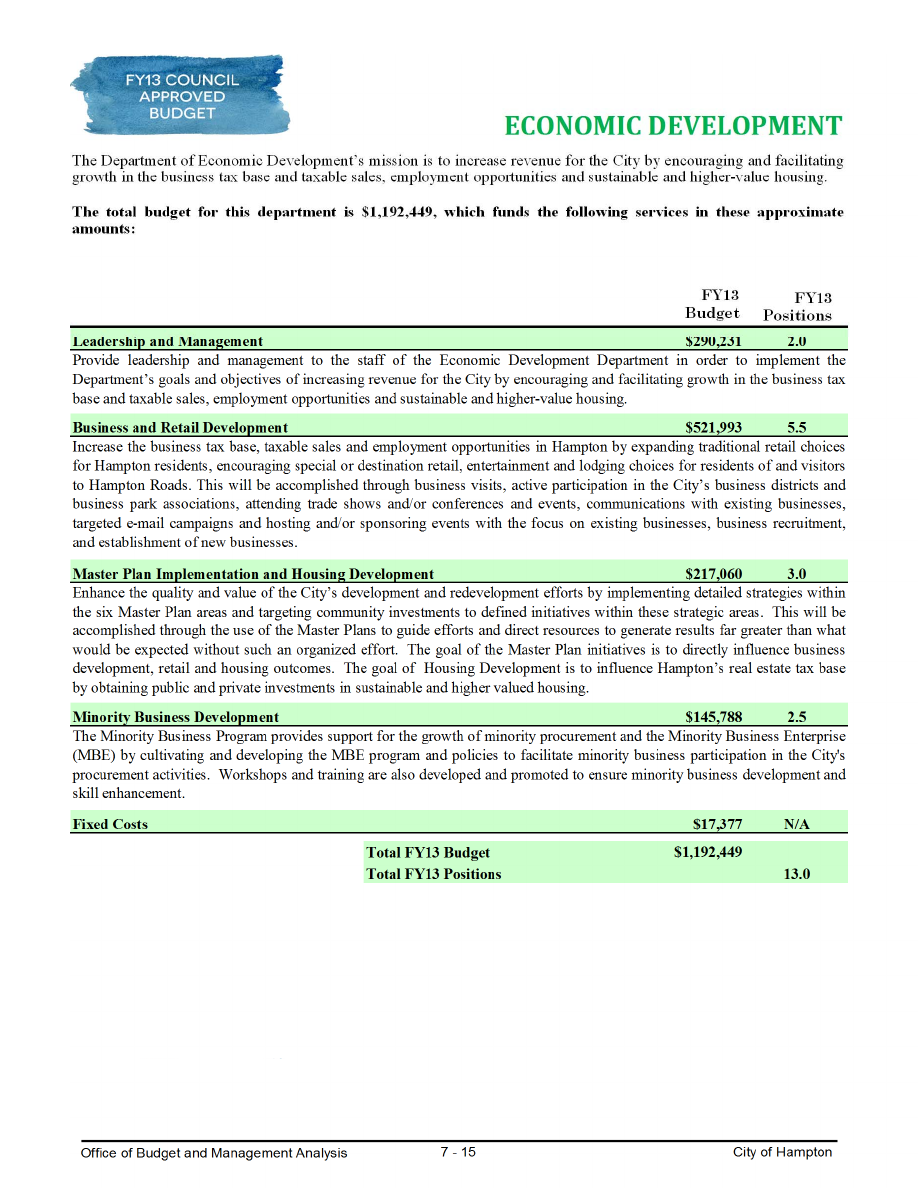 FY13 COUNCIL
APPROVED
BUDGET
ECONOMIC DEVELOPMENT
The Department of Economic Development's mission is to increase revenue for the City by encouraging and facilitating
growth in the business tax base and taxable sales, employment opportunities and sustainable and higher-value housing.
The total budget for this department is $1,192,449, which funds the following services in these approximate
amounts:
FY13 FY13
Budget Positions
Leadership and Management $290,231 2.0
Provide leadership and management to the staff of the Economic Development Department in order to implement the
Department's goals and objectives of increasing revenue for the City by encouraging and facilitating growth in the business tax
base and taxable sales, employment opportunities and sustainable and higher-value housing.
Business and Retail Development $521,993 5.5
Increase the business tax base, taxable sales and employment opportunities in Hampton by expanding traditional retail choices
for Hampton residents, encouraging special or destination retail, entertainment and lodging choices for residents of and visitors
to Hampton Roads. This will be accomplished through business visits, active participation in the City's business districts and
business park associations, attending trade shows and/or conferences and events, communications with existing businesses,
targeted e-mail campaigns and hosting and/or sponsoring events with the focus on existing businesses, business recruitment,
and establishment of new businesses.
Master Plan Implementation and Housing Development $217,060 3.0
Enhance the quality and value of the City's development and redevelopment efforts by implementing detailed strategies within
the six Master Plan areas and targeting community investments to defined initiatives within these strategic areas. This will be
accomplished through the use of the Master Plans to guide efforts and direct resources to generate results far greater than what
would be expected without such an organized effort. The goal of the Master Plan initiatives is to directly influence business
development, retail and housing outcomes. The goal of Housing Development is to influence Hampton's real estate tax base
by obtaining public and private investments in sustainable and higher valued housing.
Minority Business Development $145,788 2.5
The Minority Business Program provides support for the growth of minority procurement and the Minority Business Enterprise
(MBE) by cultivating and developing the MBE program and policies to facilitate minority business participation in the City's
procurement activities. Workshops and training are also developed and promoted to ensure minority business development and
skill enhancement.
Fixed Costs $17,377 N/A
Total FY13 Budget $1,192,449
Total FY13 Positions 13.0
Office of Budget and Management Analysis 7 - 15 City of Hampton